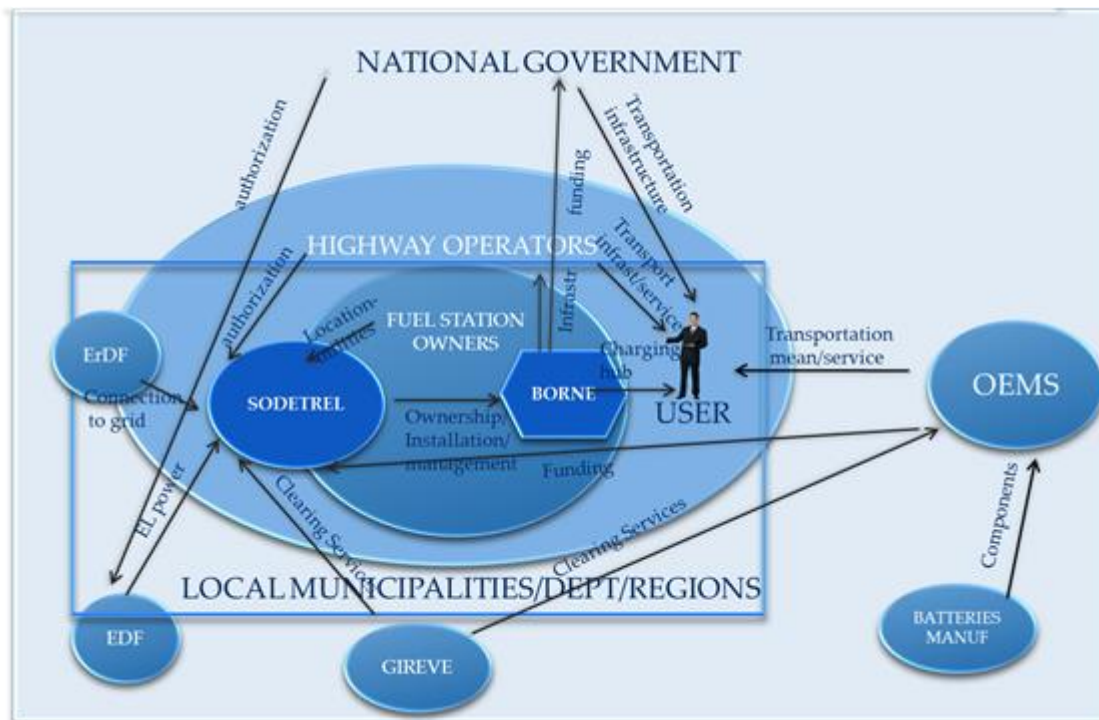 NATIONAL GOVERNMENT
authorization
funding
Transportation
infrastructure
HIGHWAY OPERATORS
authorization
Transport
infrast/service
Infrastr
Location-
FUEL STATION
OWNERS
ErDF
Connection
to grid
SODETREL
Ownership/
Installation/
management
BORNE
Charging
hub
USER
Transportation
mean/service
OEMS
Funding
EL power
Clearing Services
Clearing Services
Components
LOCAL MUNICIPALITIES/DEPT/REGIONS
EDF
GIREVE
BATTERIES
MANUF